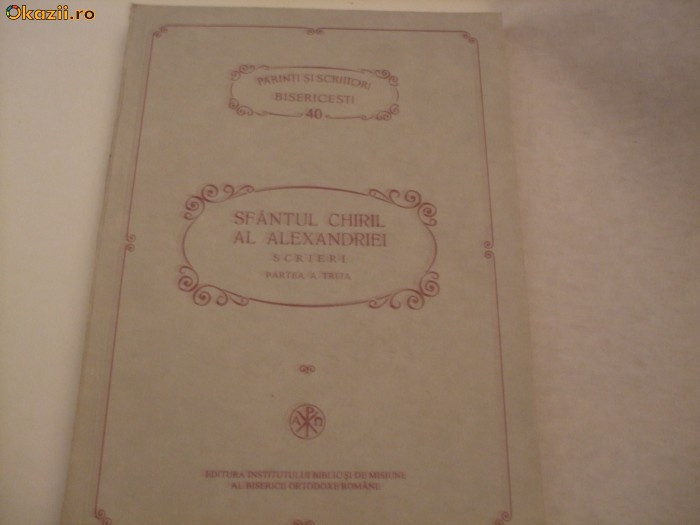 Okazii.ro
PĂRINȚI ȘI SCRIITORI
BISERICEȘTI
40
SFÂNTUL CHIRIL
AL ALEXANDRIEI
SCRIERI
PARTEA A TREIA
A P Ω
EDITURA INSTITUTULUI BIBLIC ȘI DE MISIUNE
AL BISERICII ORTODOXE ROMÂNE